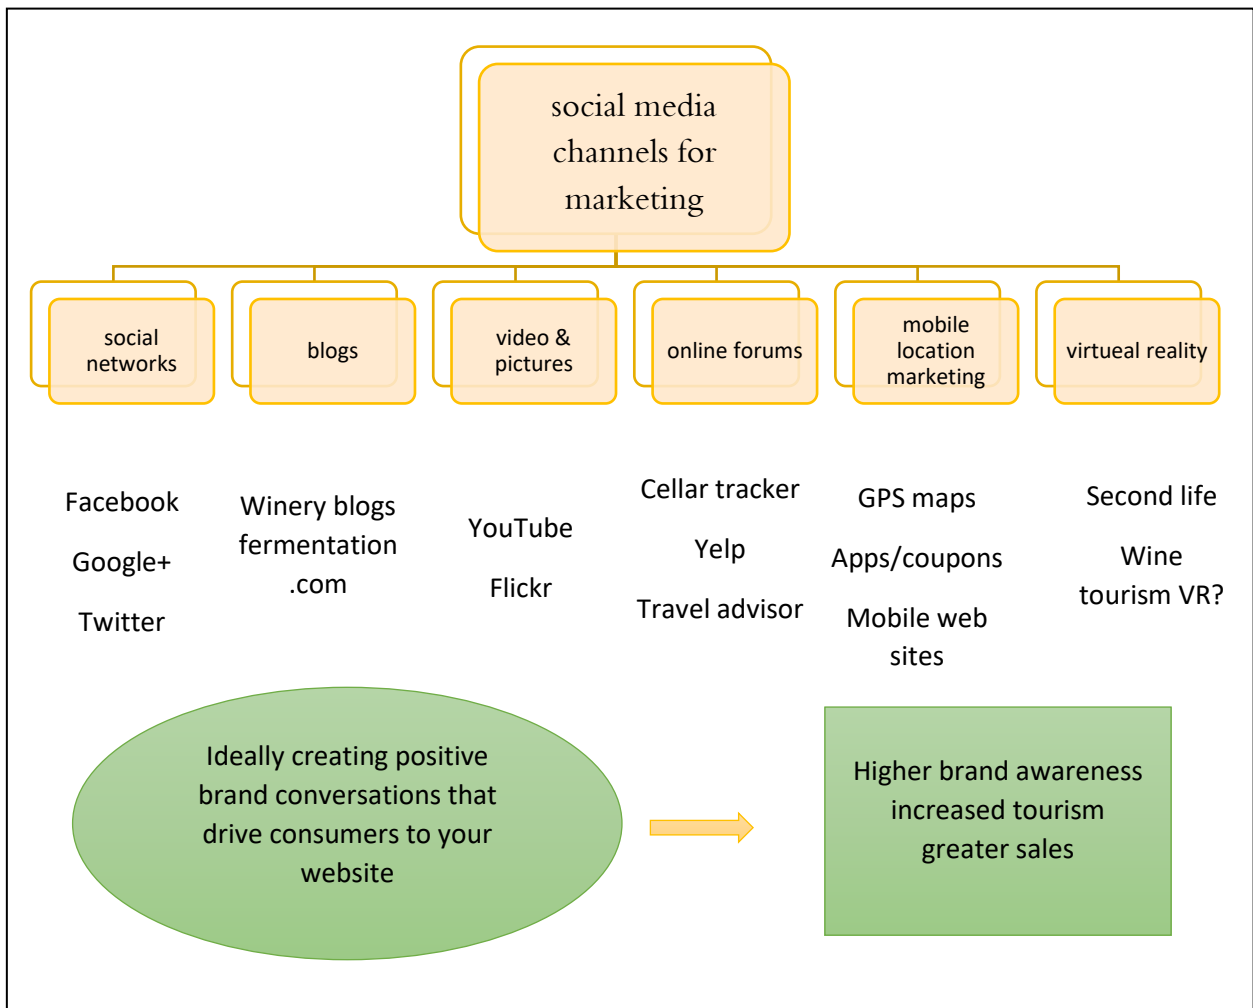 social media
channels for
marketing
social
networks
blogs
video &
pictures
online forums
mobile
location
marketing
virtueal reality
Facebook
Google+
Twitter
Winery blogs
fermentation
.com
YouTube
Flickr
Cellar tracker
Yelp
Travel advisor
GPS maps
Apps/coupons
Mobile web
sites
Second life
Wine
tourism VR?
Ideally creating positive
brand conversations that
drive consumers to your
website
Higher brand awareness
increased tourism
greater sales